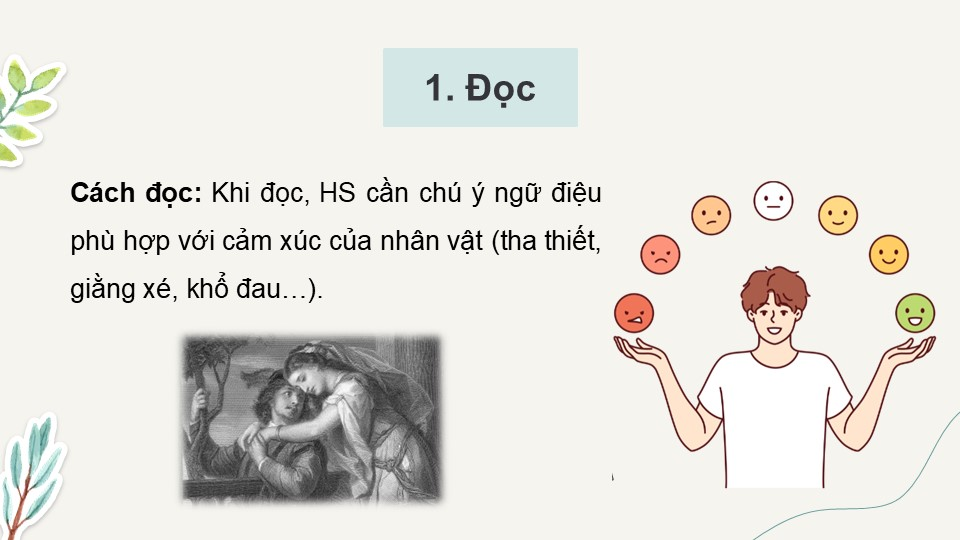 1. Đọc
Cách đọc: Khi đọc, HS cần chú ý ngữ điệu
phù hợp với cảm xúc của nhân vật (tha thiết,
giằng xé, khổ đau…).